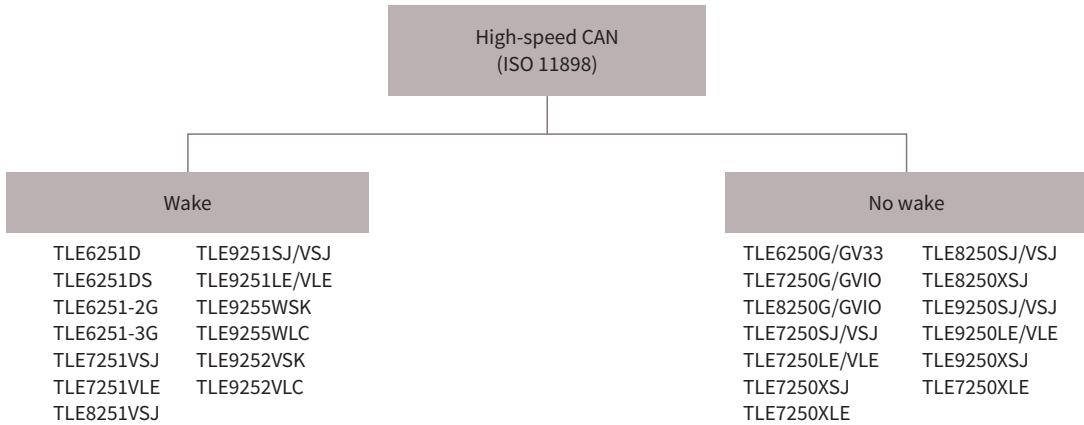 High-speed CAN
(ISO 11898)
Wake
TLE6251D
TLE6251DS
TLE6251-2G
TLE6251-3G
TLE7251VSJ
TLE7251VLE
TLE8251VSJ
TLE9251SJ/VSJ
TLE9251LE/VLE
TLE9255WSK
TLE9255WLC
TLE9252VSK
TLE9252VLC
No wake
TLE6250G/GV33
TLE7250G/GVIO
TLE8250G/GVIO
TLE7250SJ/VSJ
TLE7250LE/VLE
TLE7250XSJ
TLE7250XLE
TLE8250SJ/VSJ
TLE8250XSJ
TLE9250SJ/VSJ
TLE9250LE/VLE
TLE9250XSJ
TLE7250XLE